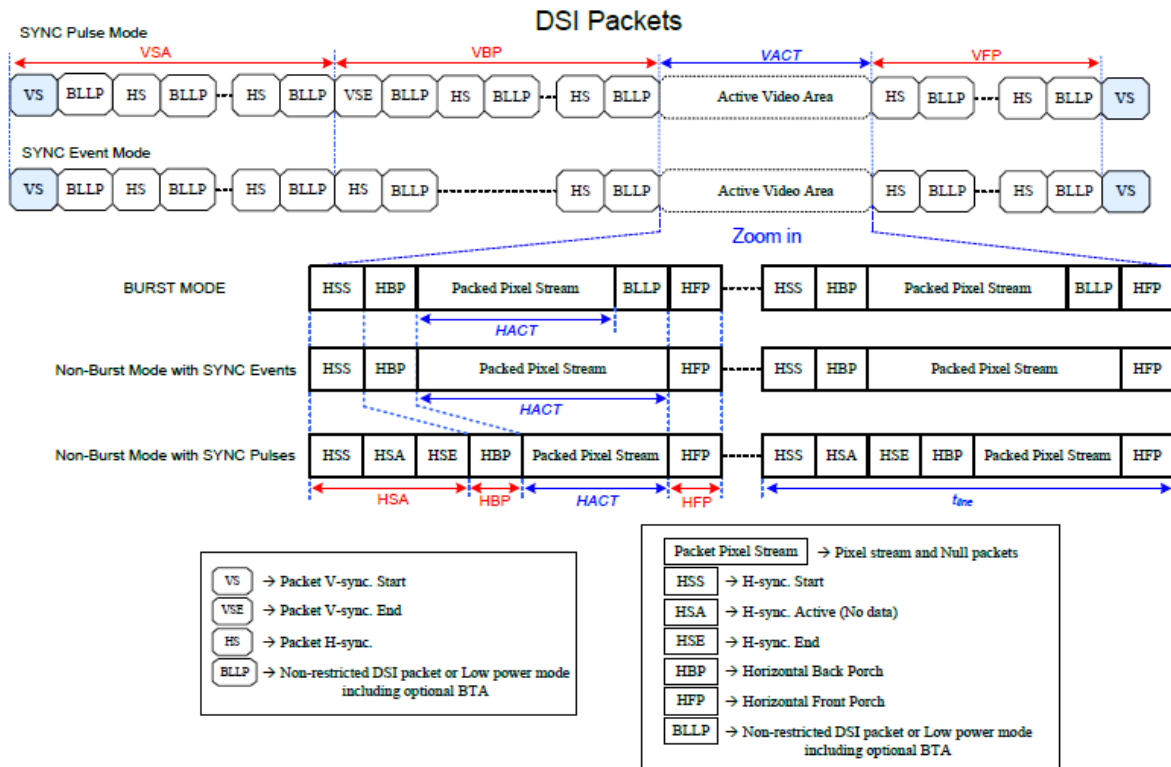 DSI Packets
SYNC Pulse Mode
VSA VBP VACT VFP
VS BLLP HS BLLP HS BLLP VSE BLLP HS BLLP HS BLLP Active Video Area HS BLLP HS BLLP VS
SYNC Event Mode
VS BLLP HS BLLP HS BLLP HS BLLP HS BLLP Active Video Area HS BLLP HS BLLP VS
Zoom in
BURST MODE HSS HBP Packed Pixel Stream BLLP HFP HSS HBP Packed Pixel Stream BLLP HFP
HACT
Non-Burst Mode with SYNC Events HSS HBP Packed Pixel Stream HFP HSS HBP Packed Pixel Stream HFP
HACT
Non-Burst Mode with SYNC Pulses HSS HSA HSE HBP Packed Pixel Stream HFP HSS HSA HSE HBP Packed Pixel Stream HFP
HSA HBP HACT HFP tline
VS → Packet V-sync. Start
VSE → Packet V-sync. End
HS → Packet H-sync.
BLLP → Non-restricted DSI packet or Low power mode
including optional BTA
Packet Pixel Stream → Pixel stream and Null packets
HSS → H-sync. Start
HSA → H-sync. Active (No data)
HSE → H-sync. End
HBP → Horizontal Back Porch
HFP → Horizontal Front Porch
BLLP → Non-restricted DSI packet or Low power mode
including optional BTA